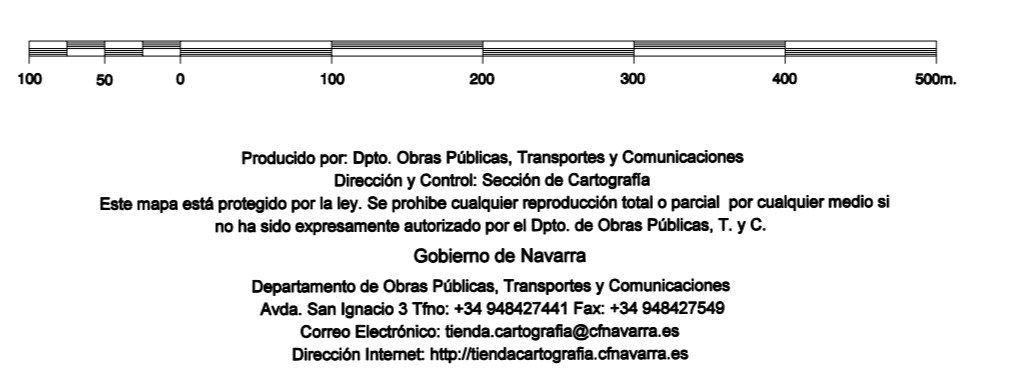 100 50 0 100 200 300 400 500m.
Producido por: Dpto. Obras Públicas, Transportes y Comunicaciones
Dirección y Control: Sección de Cartografía
Este mapa está protegido por la ley. Se prohibe cualquier reproducción total o parcial por cualquier medio si
no ha sido expresamente autorizado por el Dpto. de Obras Públicas, T. y C.
Gobierno de Navarra
Departamento de Obras Públicas, Transportes y Comunicaciones
Avda. San Ignacio 3 Tfno: +34 948427441 Fax: +34 948427549
Correo Electrónico: tienda.cartografia@cfnavarra.es
Dirección Internet: http://tiendacartografia.cfnavarra.es